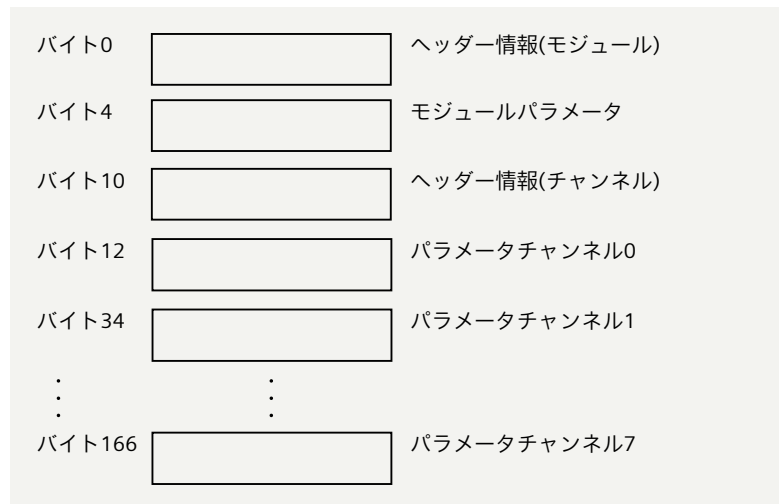 バイト0 ヘッダー情報(モジュール)
バイト4 モジュールパラメータ
バイト10 ヘッダー情報(チャンネル)
バイト12 パラメータチャンネル0
バイト34 パラメータチャンネル1
バイト166 パラメータチャンネル7